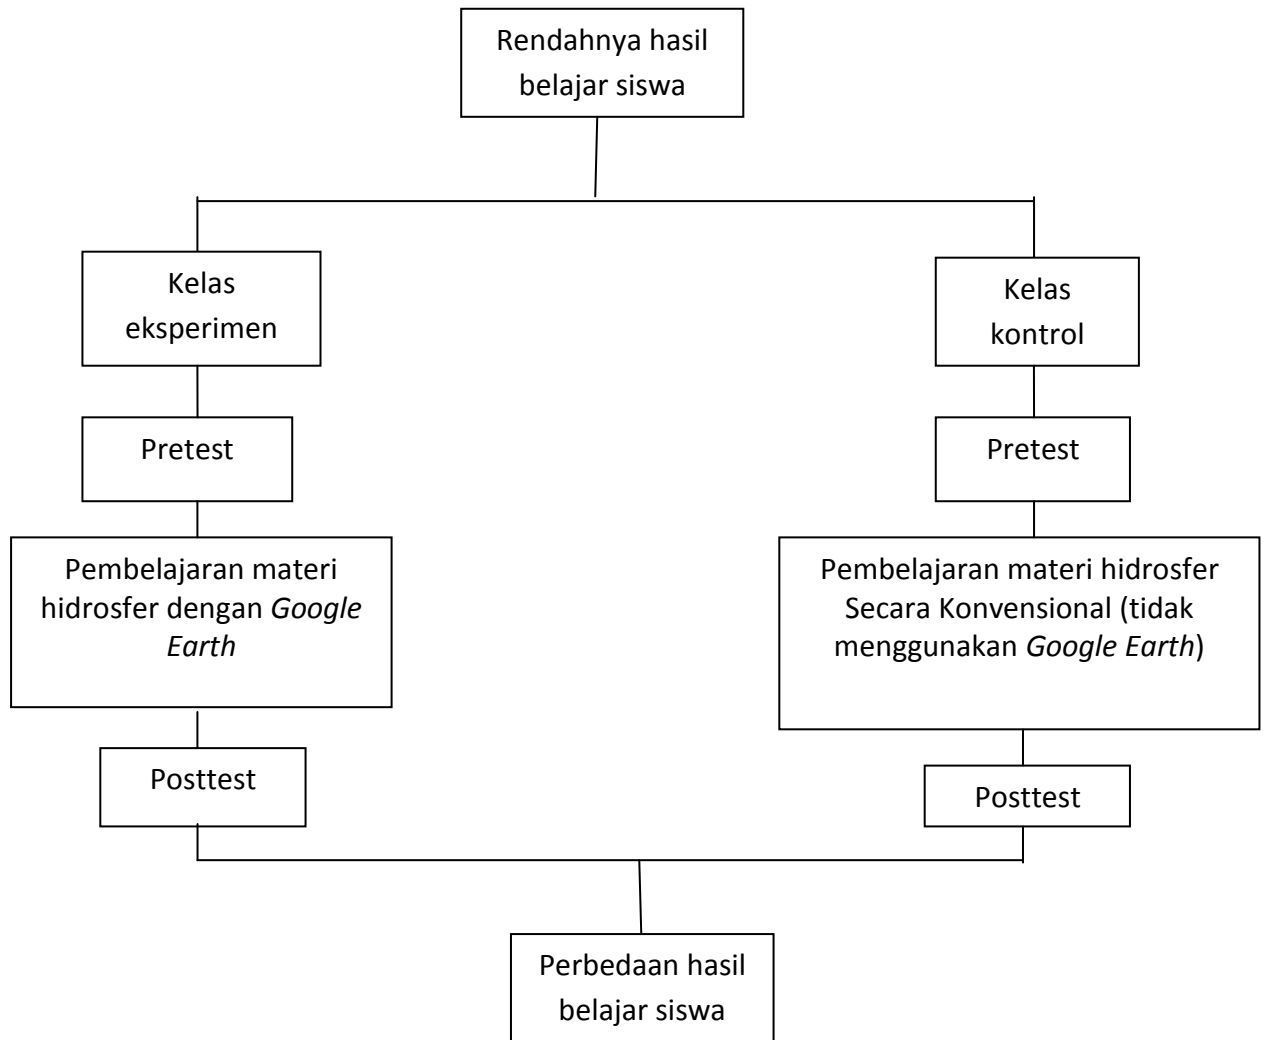 Rendahnya hasil
belajar siswa
Kelas
eksperimen
Kelas
kontrol
Pretest
Pretest
Pembelajaran materi
hidrosfer dengan Google
Earth
Pembelajaran materi hidrosfer
Secara Konvensional (tidak
menggunakan Google Earth)
Posttest
Posttest
Perbedaan hasil
belajar siswa